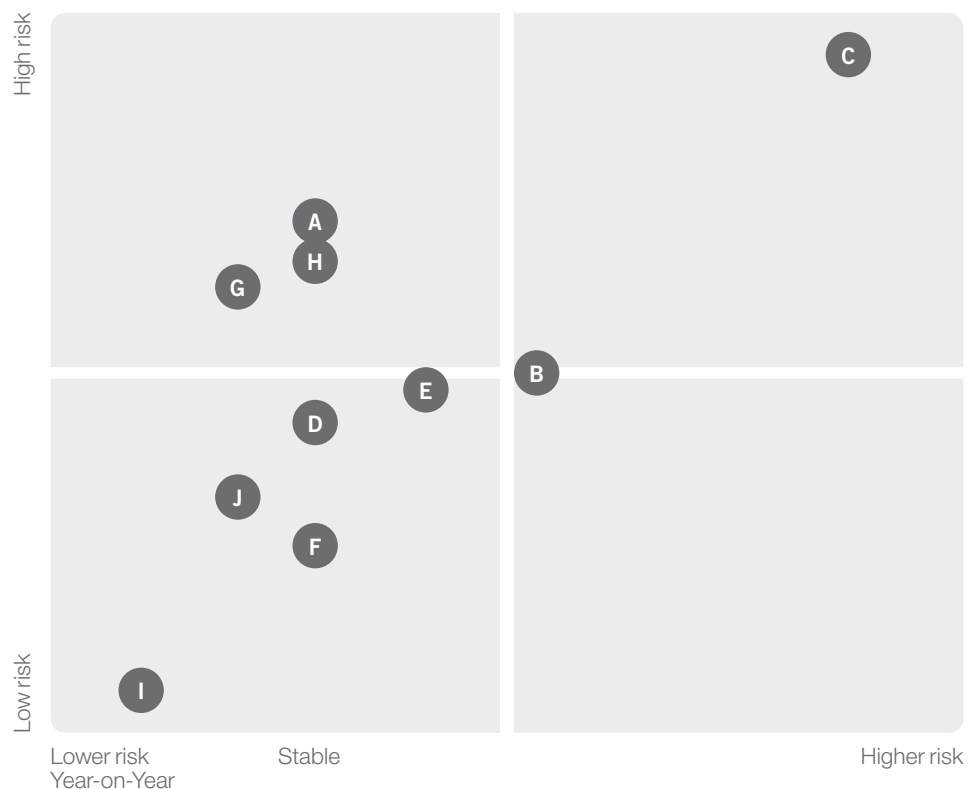 High risk
C
A
H
G
B
E
D
J
F
I
Low risk
Lower risk
Year-on-Year
Stable
Higher risk